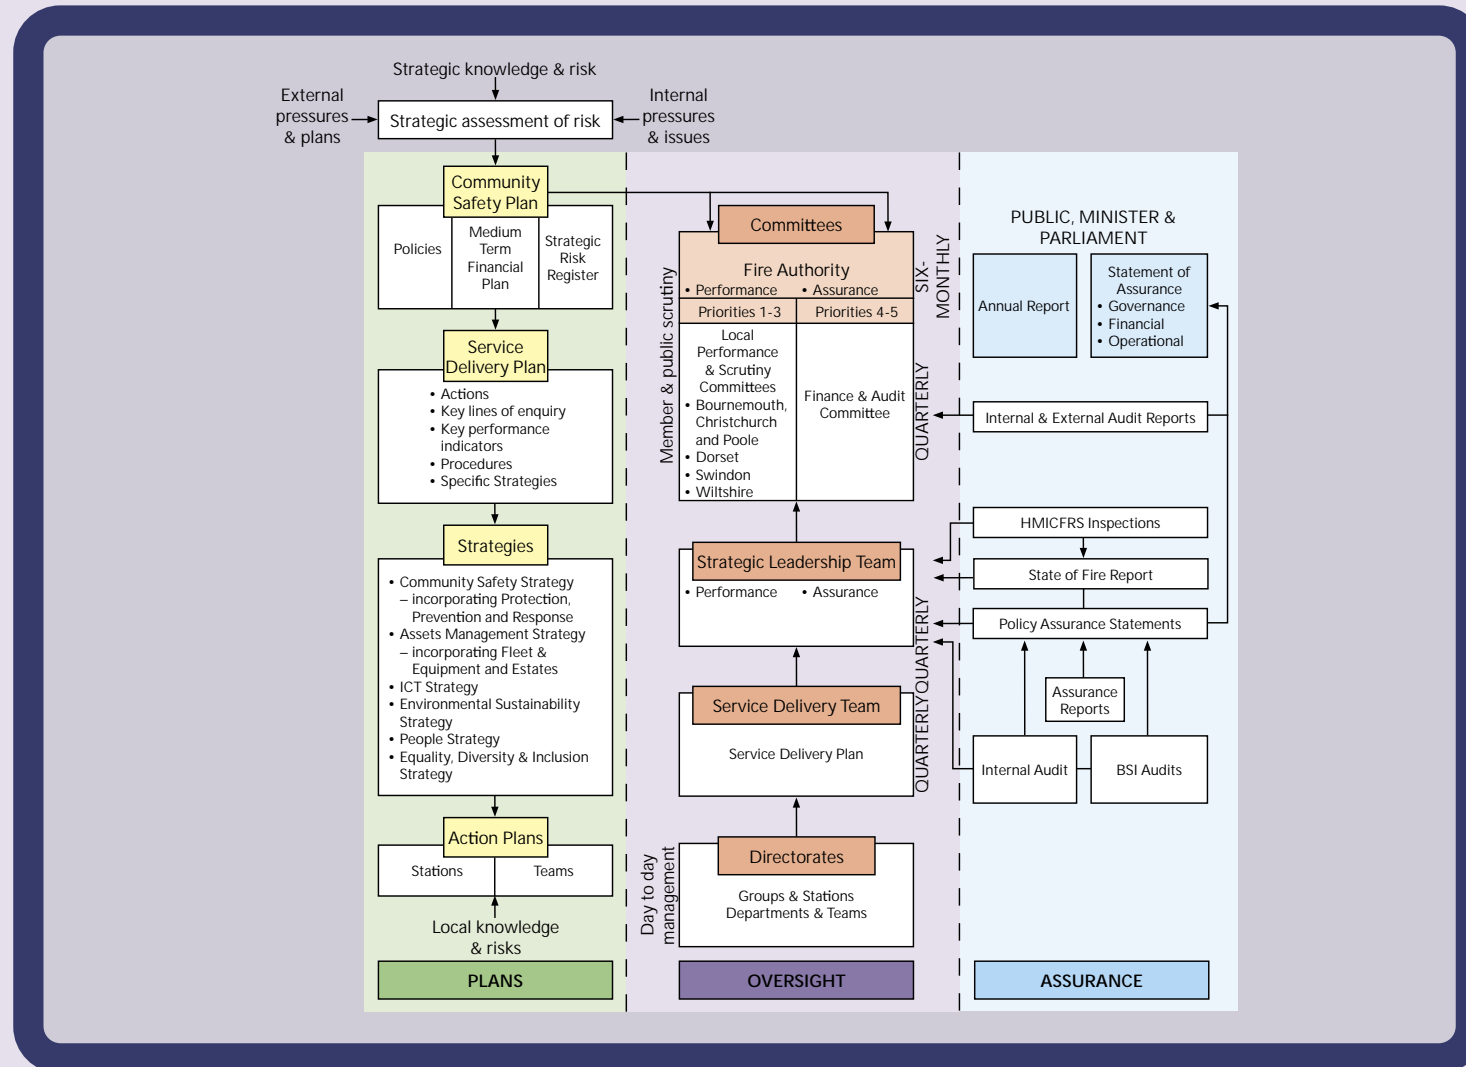 Strategic knowledge & risk
External
pressures
& plans
Strategic assessment of risk
Internal
pressures
& issues
Community
Safety Plan
Policies
Medium
Term
Financial
Plan
Strategic
Risk
Register
Service
Delivery Plan
• Actions
• Key lines of enquiry
• Key performance
indicators
• Procedures
• Specific Strategies
Strategies
• Community Safety Strategy
– incorporating Protection,
Prevention and Response
• Assets Management Strategy
– incorporating Fleet &
Equipment and Estates
• ICT Strategy
• Environmental Sustainability
Strategy
• People Strategy
• Equality, Diversity & Inclusion
Strategy
Action Plans
Stations
Teams
Local knowledge
& risks
PLANS
Committees
Fire Authority
• Performance
• Assurance
Priorities 1-3
Priorities 4-5
Local
Performance
& Scrutiny
Committees
• Bournemouth,
Christchurch
and Poole
• Dorset
• Swindon
• Wiltshire
Finance & Audit
Committee
Member & public scrutiny
SIX-
MONTHLY
QUARTERLY
Strategic Leadership Team
• Performance
• Assurance
QUARTERLY
Service Delivery Team
Service Delivery Plan
QUARTERLY
Directorates
Groups & Stations
Departments & Teams
Day to day
management
OVERSIGHT
PUBLIC, MINISTER &
PARLIAMENT
Annual Report
Statement of
Assurance
• Governance
• Financial
• Operational
Internal & External Audit Reports
HMICFRS Inspections
State of Fire Report
Policy Assurance Statements
Assurance
Reports
Internal Audit
BSI Audits
ASSURANCE